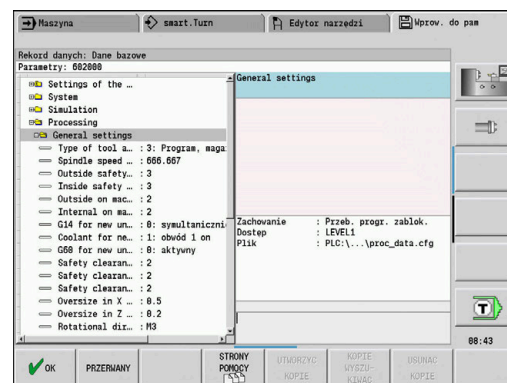 Maszyna
smart.Turn
Edytor narzędzi
Wprow. do pam
Rekord danych: Dane bazowe
Parametry: 602000
Settings of the …
System
Simulation
Processing
General settings
Type of tool a… : 3: Program, maga
Spindle speed … : 666.667
Outside safety… : 3
Inside safety … : 3
Outside on mac… : 2
Internal on ma… : 2
G14 for new un… : 0: symultaniczni
Coolant for ne… : 1: obwód 1 on
G60 for new un… : 0: aktywny
Safety clearan… : 2
Safety clearan… : 2
Safety clearan… : 2
Oversize in X … : 0.5
Oversize in Z … : 0.2
Rotational dir… : M3
General settings
Zachowanie : Przeb. progr. zablok.
Dostęp : LEVEL1
Plik : PLC:\...\proc_data.cfg
T
08:43
OK
PRZERWANY
STRONY POMOCY
UTWORZYC KOPIE
KOPIE WYSZU- KIWAC
USUNAC KOPIE